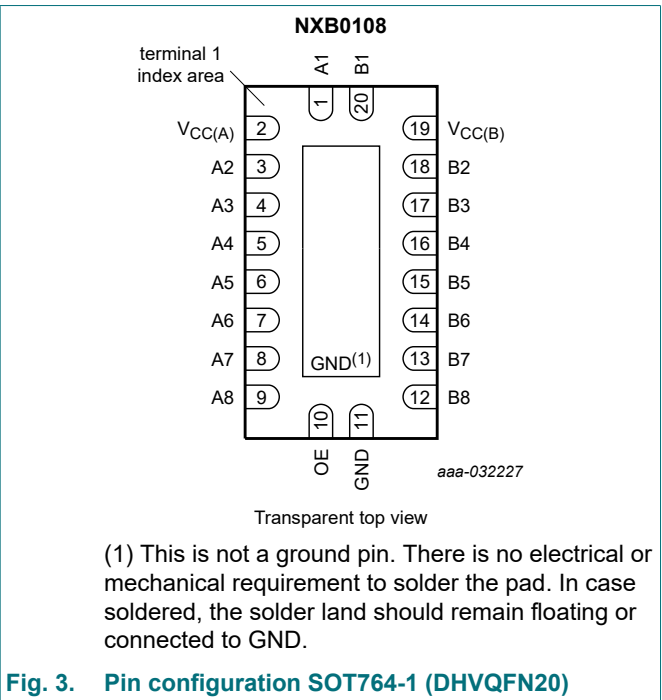 NXB0108
terminal 1
index area
A1
B1
1
20
VCC(A) 2
19 VCC(B)
A2 3
18 B2
A3 4
17 B3
A4 5
16 B4
A5 6
15 B5
A6 7
14 B6
A7 8
GND(1)
13 B7
A8 9
12 B8
10
11
OE
GND
aaa-032227
Transparent top view
(1) This is not a ground pin. There is no electrical or
mechanical requirement to solder the pad. In case
soldered, the solder land should remain floating or
connected to GND.
Fig. 3. Pin configuration SOT764-1 (DHVQFN20)